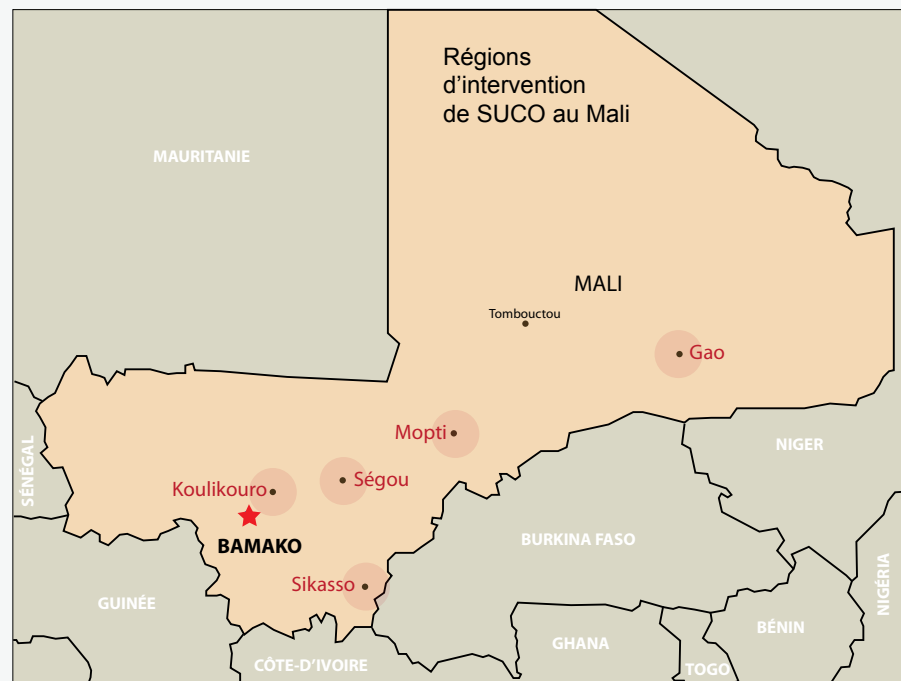 Régions
d’intervention
de SUCO au Mali
MAURITANIE
MALI
Tombouctou
Gao
Mopti
NIGER
SÉNÉGAL
Koulikouro
Ségou
BAMAKO
BURKINA FASO
Sikasso
GUINÉE
NIGÉRIA
BÉNIN
GHANA
CÔTE-D’IVOIRE
TOGO